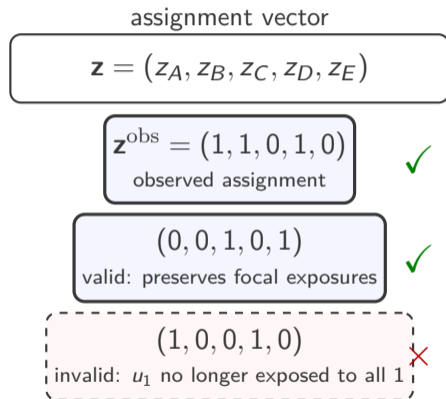 assignment vector
z = (z_A, z_B, z_C, z_D, z_E)
z^obs = (1, 1, 0, 1, 0)
observed assignment
(0, 0, 1, 0, 1)
valid: preserves focal exposures
(1, 0, 0, 1, 0)
invalid: u_1 no longer exposed to all 1